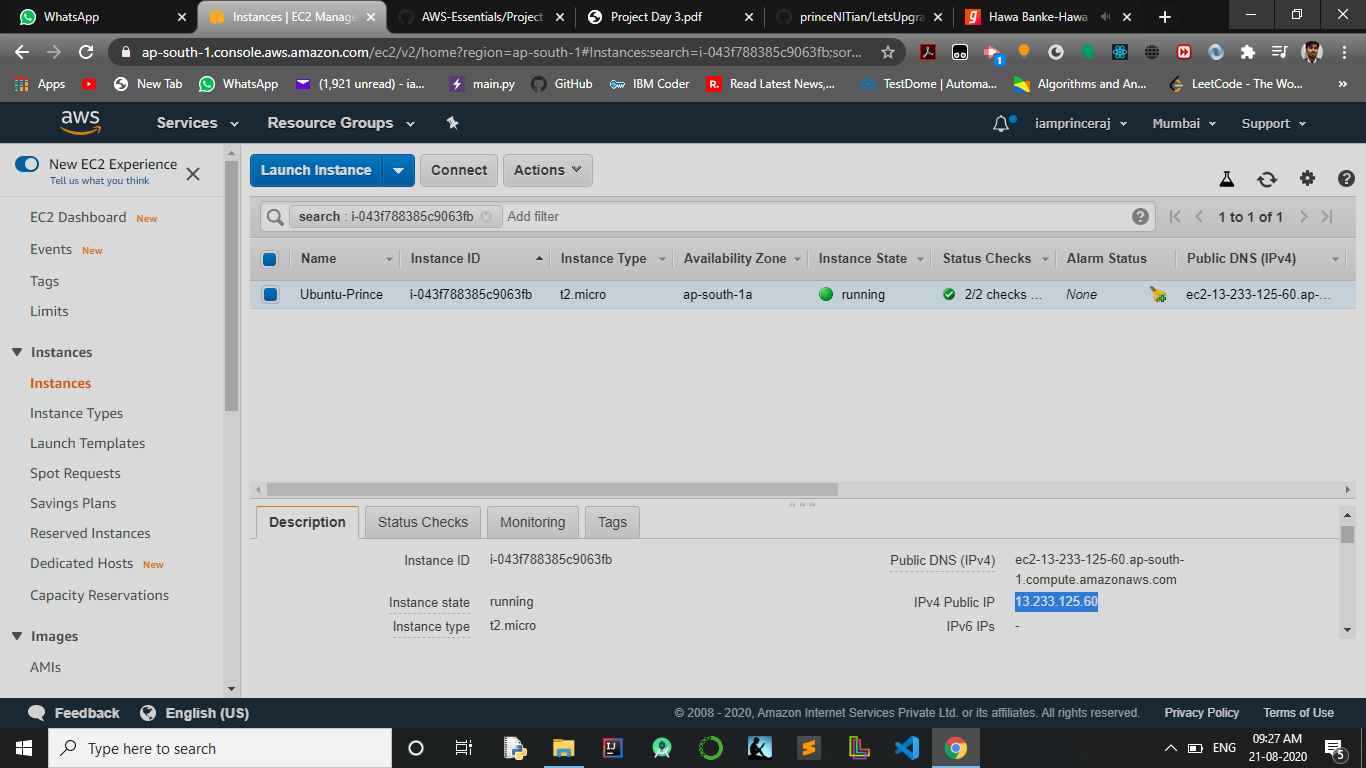 WhatsApp
Instances | EC2 Manage
AWS-Essentials/Project
Project Day 3.pdf
princeNITian/LetsUpgra
Hawa Banke-Hawa
ap-south-1.console.aws.amazon.com/ec2/v2/home?region=ap-south-1#Instances:search=i-043f788385c9063fb;sor...
1
Apps
New Tab
WhatsApp
(1,921 unread) - ia...
main.py
GitHub
IBM Coder
R.
Read Latest News,...
TestDome | Automa...
Algorithms and An...
LeetCode - The Wo...
»
aws
Services
Resource Groups
iamprinceraj
Mumbai
Support
New EC2 Experience
Tell us what you think
EC2 Dashboard New
Events New
Tags
Limits
Instances
Instances
Instance Types
Launch Templates
Spot Requests
Savings Plans
Reserved Instances
Dedicated Hosts New
Capacity Reservations
Images
AMIs
Launch Instance
Connect
Actions
search : i-043f788385c9063fb
Add filter
1 to 1 of 1
Name Instance ID Instance Type Availability Zone Instance State Status Checks Alarm Status Public DNS (IPv4)
Ubuntu-Prince i-043f788385c9063fb t2.micro ap-south-1a running 2/2 checks ... None ec2-13-233-125-60.ap-...
Description Status Checks Monitoring Tags
Instance ID i-043f788385c9063fb
Public DNS (IPv4) ec2-13-233-125-60.ap-south-
1.compute.amazonaws.com
Instance state running
IPv4 Public IP 13.233.125.60
Instance type t2.micro
IPv6 IPs -
Feedback
English (US)
© 2008 - 2020, Amazon Internet Services Private Ltd. or its affiliates. All rights reserved.
Privacy Policy
Terms of Use
Type here to search
ENG
09:27 AM
21-08-2020
5